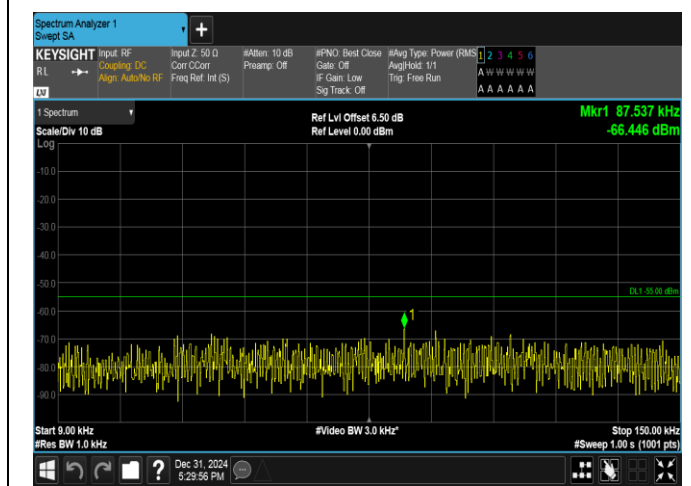 Spectrum Analyzer 1
Swept SA
+
KEYSIGHT
RL
Input: RF
Coupling: DC
Align: Auto/No RF
Input Z: 50 Ω
Corr CCorr
Freq Ref: Int (S)
#Atten: 10 dB
Preamp: Off
#PNO: Best Close
Gate: Off
IF Gain: Low
Sig Track: Off
#Avg Type: Power (RMS
Avg|Hold: 1/1
Trig: Free Run
1 2 3 4 5 6
A W W W W W
A A A A A A
1 Spectrum
Scale/Div 10 dB
Log
Ref Lvl Offset 6.50 dB
Ref Level 0.00 dBm
Mkr1 87.537 kHz
-66.446 dBm
-10.0
-20.0
-30.0
-40.0
-50.0
DL1 -55.00 dBm
-60.0
1
-70.0
-80.0
-90.0
Start 9.00 kHz
#Video BW 3.0 kHz*
Stop 150.00 kHz
#Res BW 1.0 kHz
#Sweep 1.00 s (1001 pts)
?
Dec 31, 2024
5:29:56 PM